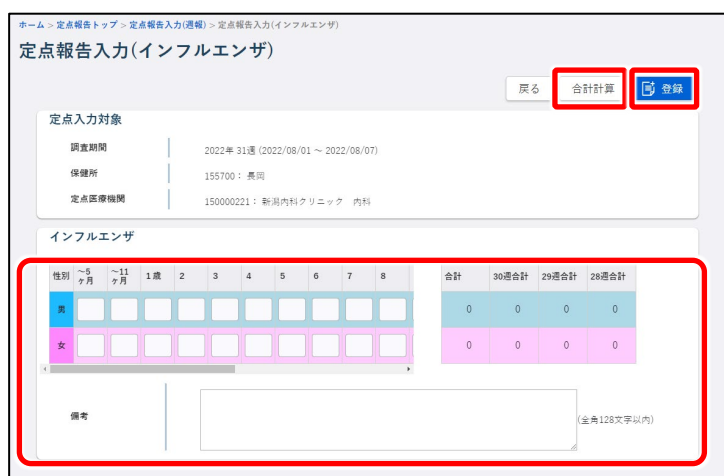 ホーム > 定点報告トップ > 定点報告入力(週報) > 定点報告入力(インフルエンザ)
定点報告入力(インフルエンザ)
戻る 合計計算 登録
定点入力対象
調査期間 2022年 31週 (2022/08/01 ～ 2022/08/07)
保健所 155700： 長岡
定点医療機関 150000221： 新潟内科クリニック 内科
インフルエンザ
性別 ～5ヶ月 ～11ヶ月 1歳 2 3 4 5 6 7 8 合計 30週合計 29週合計 28週合計
男 0 0 0 0
女 0 0 0 0
備考 (全角128文字以内)